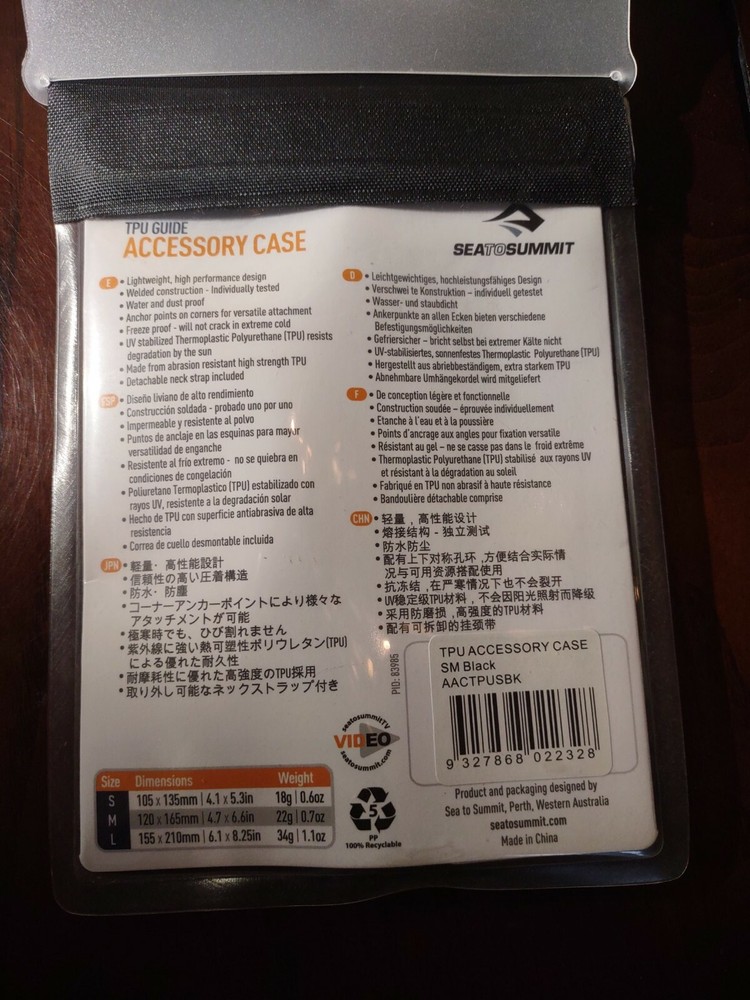 TPU GUIDE
ACCESSORY CASE
SEATOSUMMIT
E • Lightweight, high performance design
• Welded construction - Individually tested
• Water and dust proof
• Anchor points on corners for versatile attachment
• Freeze proof - will not crack in extreme cold
• UV stabilized Thermoplastic Polyurethane (TPU) resists
degradation by the sun
• Made from abrasion resistant high strength TPU
• Detachable neck strap included
ESP • Diseño liviano de alto rendimiento
• Construcción soldada - probado uno por uno
• Impermeable y resistente al polvo
• Puntos de anclaje en las esquinas para mayor
versatilidad de enganche
• Resistente al frío extremo - no se quiebra en
condiciones de congelación
• Poliuretano Termoplastico (TPU) estabilizado con
rayos UV, resistente a la degradación solar
• Hecho de TPU con superficie antiabrasiva de alta
resistencia
• Correa de cuello desmontable incluida
JPN •軽量・高性能設計
• 信頼性の高い圧着構造
• 防水・防塵
• コーナーアンカーポイントにより様々な
アタッチメントが可能
• 極寒時でも、ひび割れません
• 紫外線に強い熱可塑性ポリウレタン(TPU)
による優れた耐久性
• 耐摩耗性に優れた高強度のTPU採用
• 取り外し可能なネックストラップ付き
D • Leichtgewichtiges, hochleistungsfähiges Design
• Verschwei te Konstruktion – individuell getestet
• Wasser- und staubdicht
• Ankerpunkte an allen Ecken bieten verschiedene
Befestigungsmöglichkeiten
• Gefriersicher – bricht selbst bei extremer Kälte nicht
• UV-stabilisiertes, sonnenfestes Thermoplastic Polyurethane (TPU)
• Hergestellt aus abriebbeständigem, extra starkem TPU
• Abnehmbare Umhängekordel wird mitgeliefert
F • De conception légère et fonctionnelle
• Construction soudée – éprouvée individuellement
• Etanche à l'eau et à la poussière
• Points d'ancrage aux angles pour fixation versatile
• Résistant au gel – ne se casse pas dans le froid extrême
• Thermoplastic Polyurethane (TPU) stabilisé aux rayons UV
et résistant à la dégradation au soleil
• Fabriqué en TPU non abrasif à haute résistance
• Bandoulière détachable comprise
CHN • 轻量，高性能设计
• 熔接结构 - 独立测试
• 防水防尘
• 配有上下对称孔环，方便结合实际情
况与可用资源搭配使用
• 抗冻结，在严寒情况下也不会裂开
• UV稳定级TPU材料，不会因阳光照射而降级
• 采用防磨损，高强度的TPU材料
• 配有可拆卸的挂颈带
PID: 83985
TPU ACCESSORY CASE
SM Black
AACTPUSBK
9 327868 022328
seatosummitTV
VIDEO
seatosummit.com
Size Dimensions Weight
S 105 x 135mm | 4.1 x 5.3in 18g | 0.6oz
M 120 x 165mm | 4.7 x 6.6in 22g | 0.7oz
L 155 x 210mm | 6.1 x 8.25in 34g | 1.1oz
5
PP
100% Recyclable
Product and packaging designed by
Sea to Summit, Perth, Western Australia
seatosummit.com
Made in China